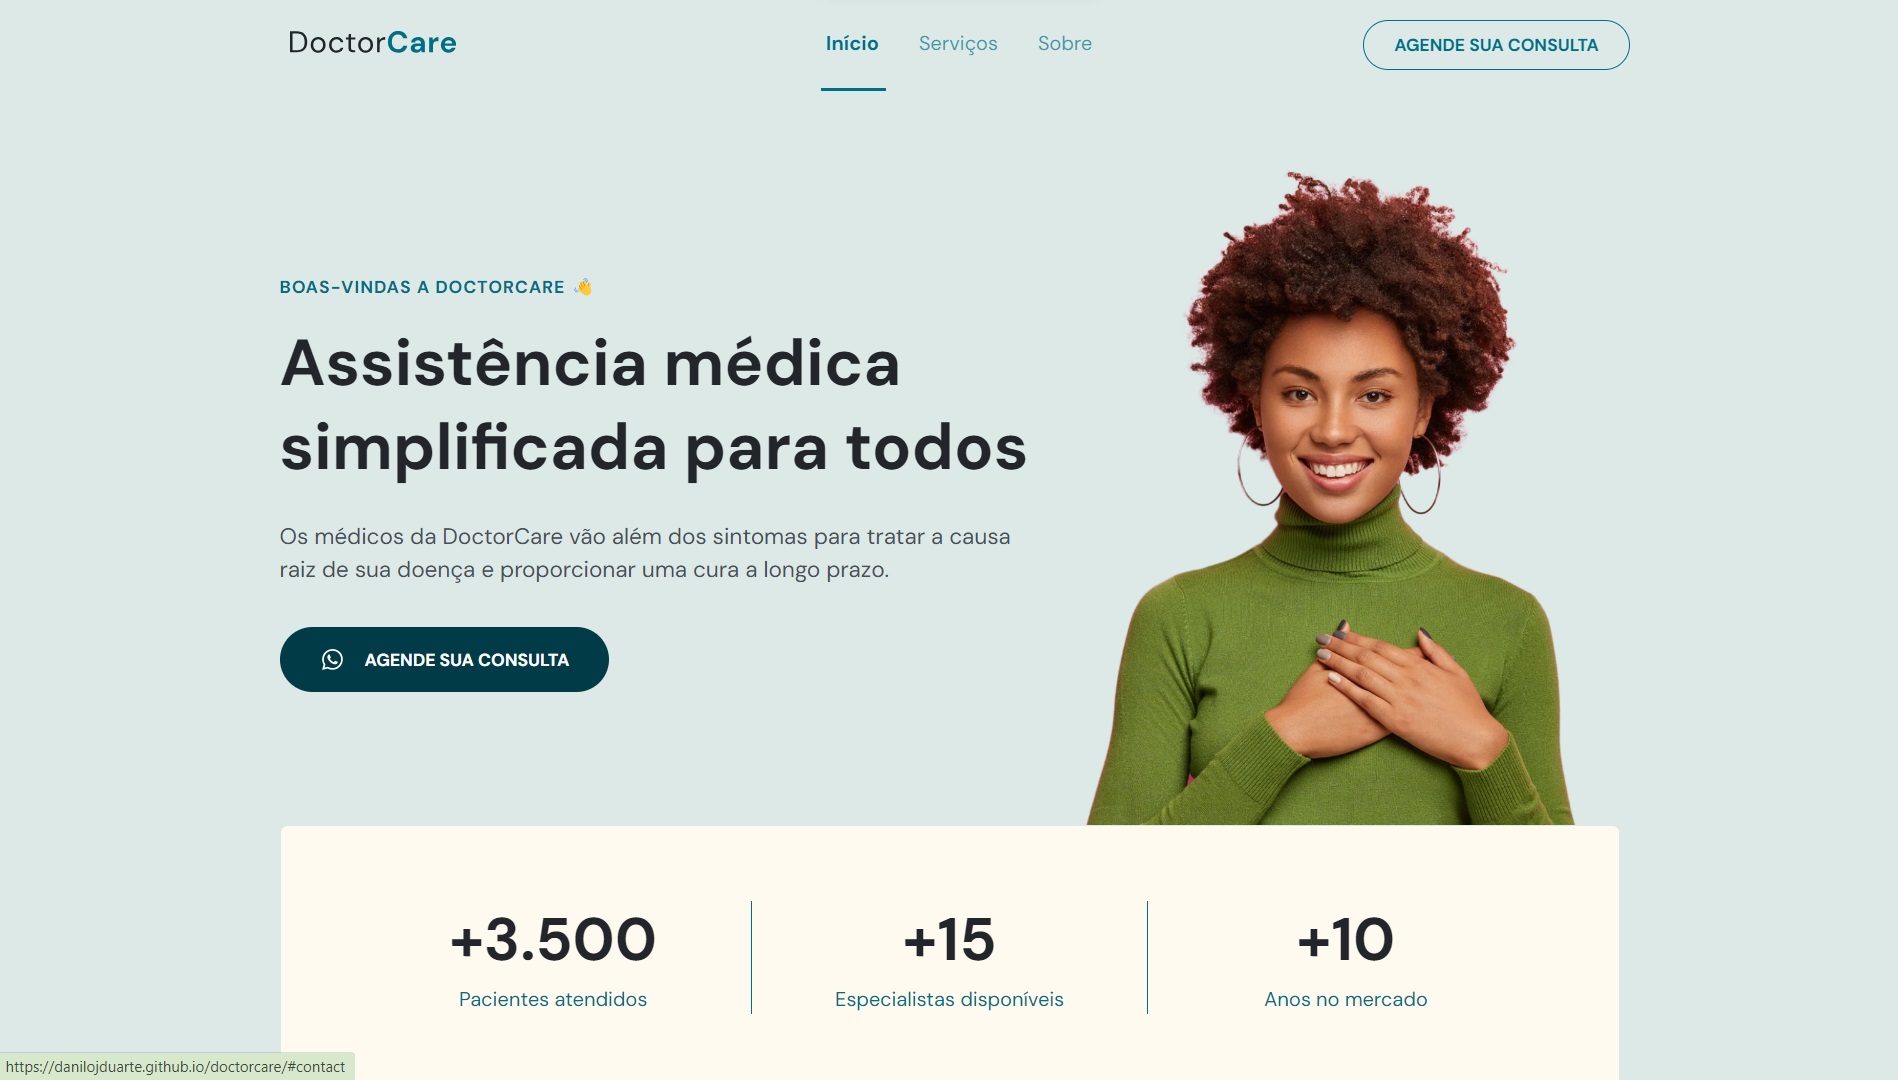 DoctorCare
Início
Serviços
Sobre
AGENDE SUA CONSULTA
BOAS-VINDAS A DOCTORCARE 👋
Assistência médica
simplificada para todos
Os médicos da DoctorCare vão além dos sintomas para tratar a causa
raiz de sua doença e proporcionar uma cura a longo prazo.
AGENDE SUA CONSULTA
+3.500
Pacientes atendidos
+15
Especialistas disponíveis
+10
Anos no mercado
https://danilojduarte.github.io/doctorcare/#contact